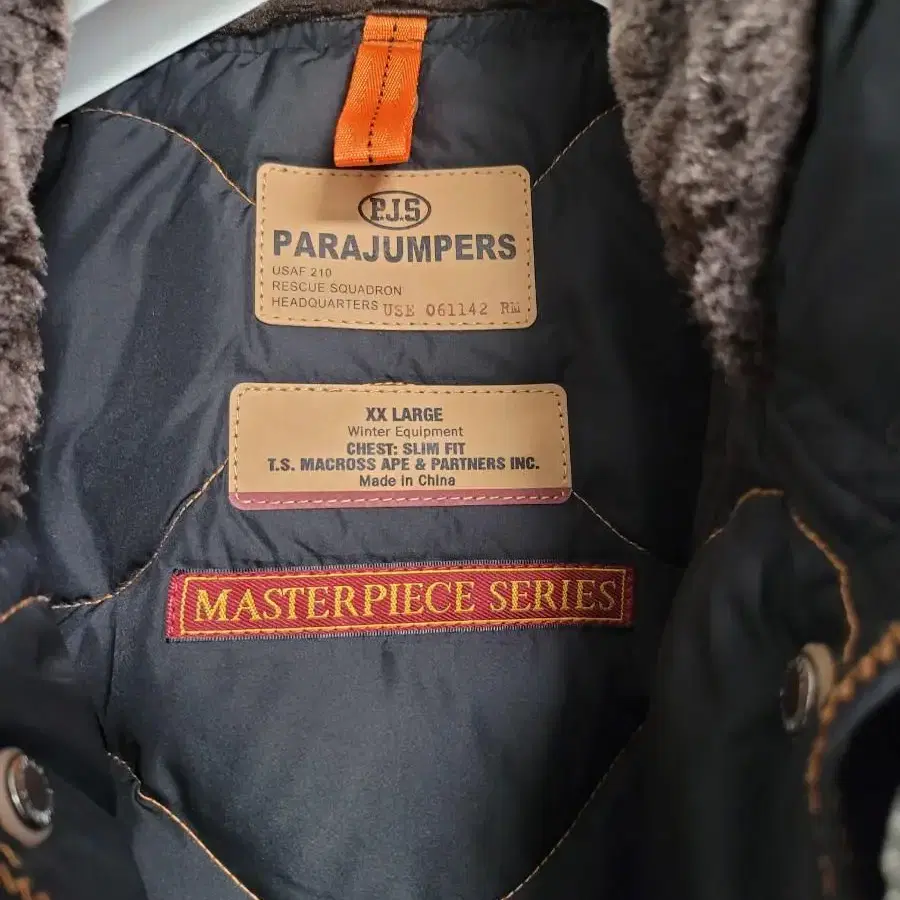 P.J.S
PARAJUMPERS
USAF 210
RESCUE SQUADRON
HEADQUARTERS USE 061142 RM
XX LARGE
Winter Equipment
CHEST: SLIM FIT
T.S. MACROSS APE & PARTNERS INC.
Made in China
MASTERPIECE SERIES